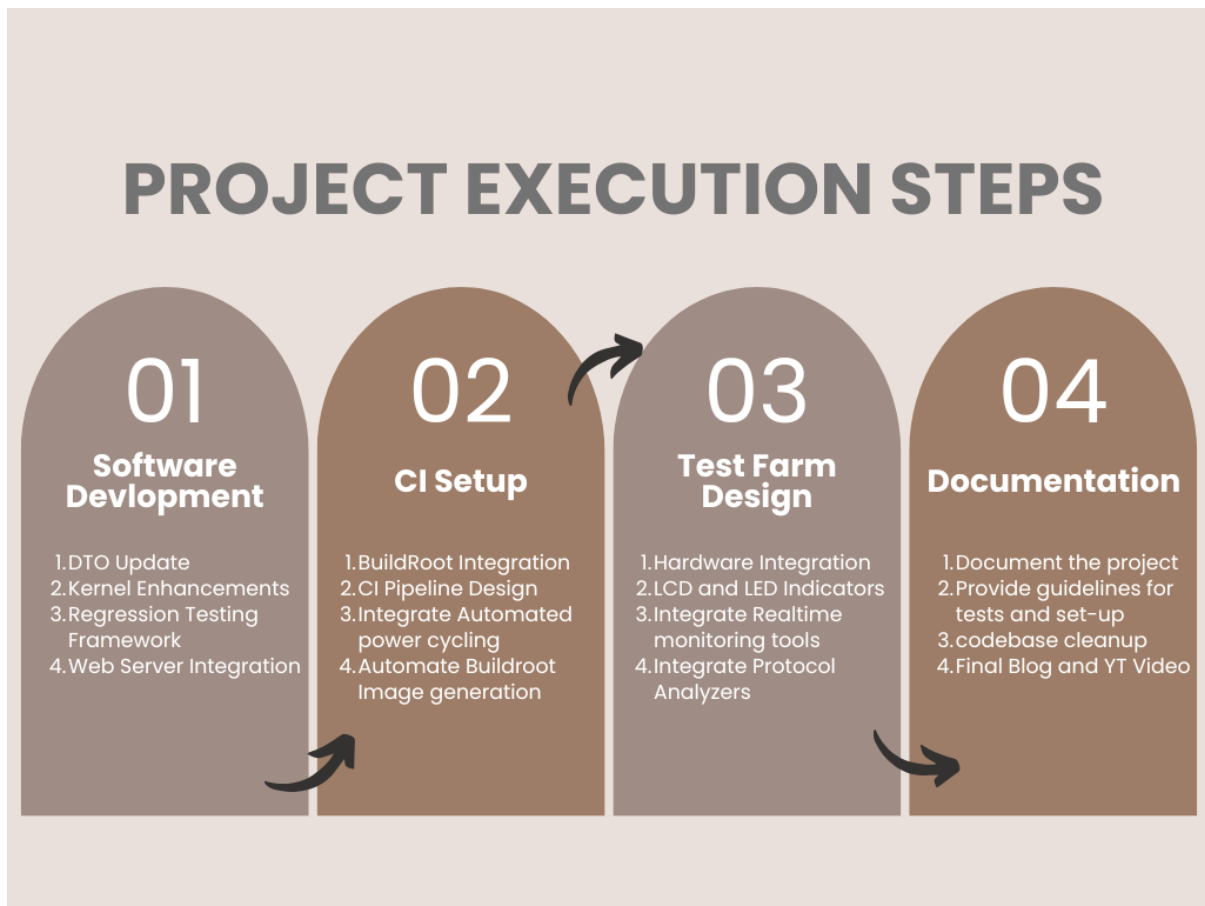 PROJECT EXECUTION STEPS
01
Software
Devlopment
1.DTO Update
2.Kernel Enhancements
3.Regression Testing
Framework
4.Web Server Integration
02
CI Setup
1.BuildRoot Integration
2.CI Pipeline Design
3.Integrate Automated
power cycling
4.Automate Buildroot
Image generation
03
Test Farm
Design
1.Hardware Integration
2.LCD and LED Indicators
3.Integrate Realtime
monitoring tools
4.Integrate Protocol
Analyzers
04
Documentation
1.Document the project
2.Provide guidelines for
tests and set-up
3.codebase cleanup
4.Final Blog and YT Video